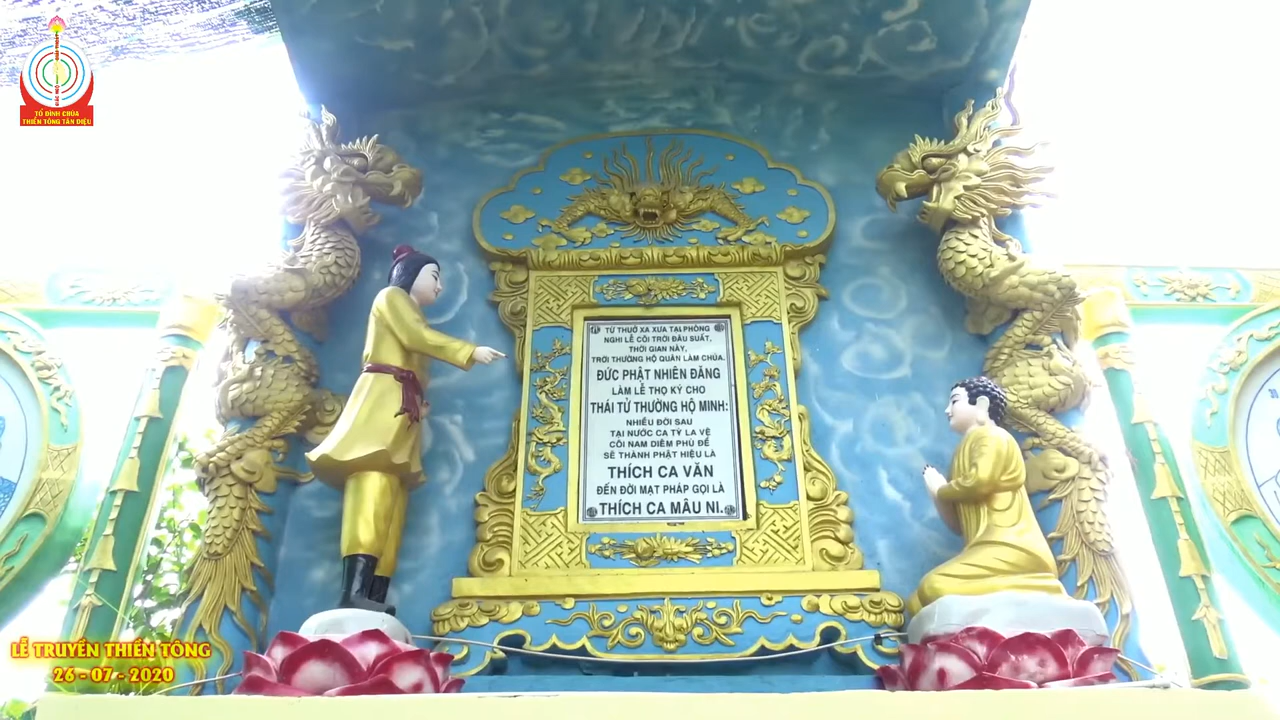 TỔ ĐÌNH CHÙA
THIỀN TÔNG TÂN DIỆU
TỪ THUỞ XA XƯA TẠI PHÒNG
NGHI LỄ CÕI TRỜI ĐÂU SUẤT,
THỜI GIAN NÀY,
TRỜI THƯỜNG HỘ QUÂN LÀM CHÚA.
ĐỨC PHẬT NHIÊN ĐĂNG
LÀM LỄ THỌ KÝ CHO
THÁI TỬ THƯỜNG HỘ MINH:
NHIỀU ĐỜI SAU
TẠI NƯỚC CA TỲ LA VỆ
CÕI NAM DIÊM PHÙ ĐỀ
SẼ THÀNH PHẬT HIỆU LÀ
THÍCH CA VĂN
ĐẾN ĐỜI MẠT PHÁP GỌI LÀ
THÍCH CA MÂU NI.
LỄ TRUYỀN THIỀN TÔNG
26 - 07 - 2020